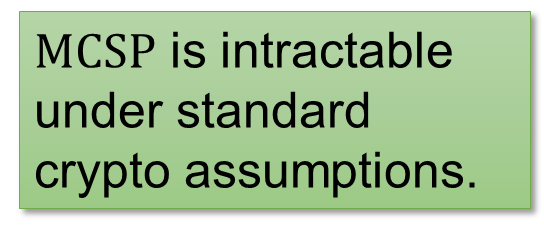 MCSP is intractable
under standard
crypto assumptions.